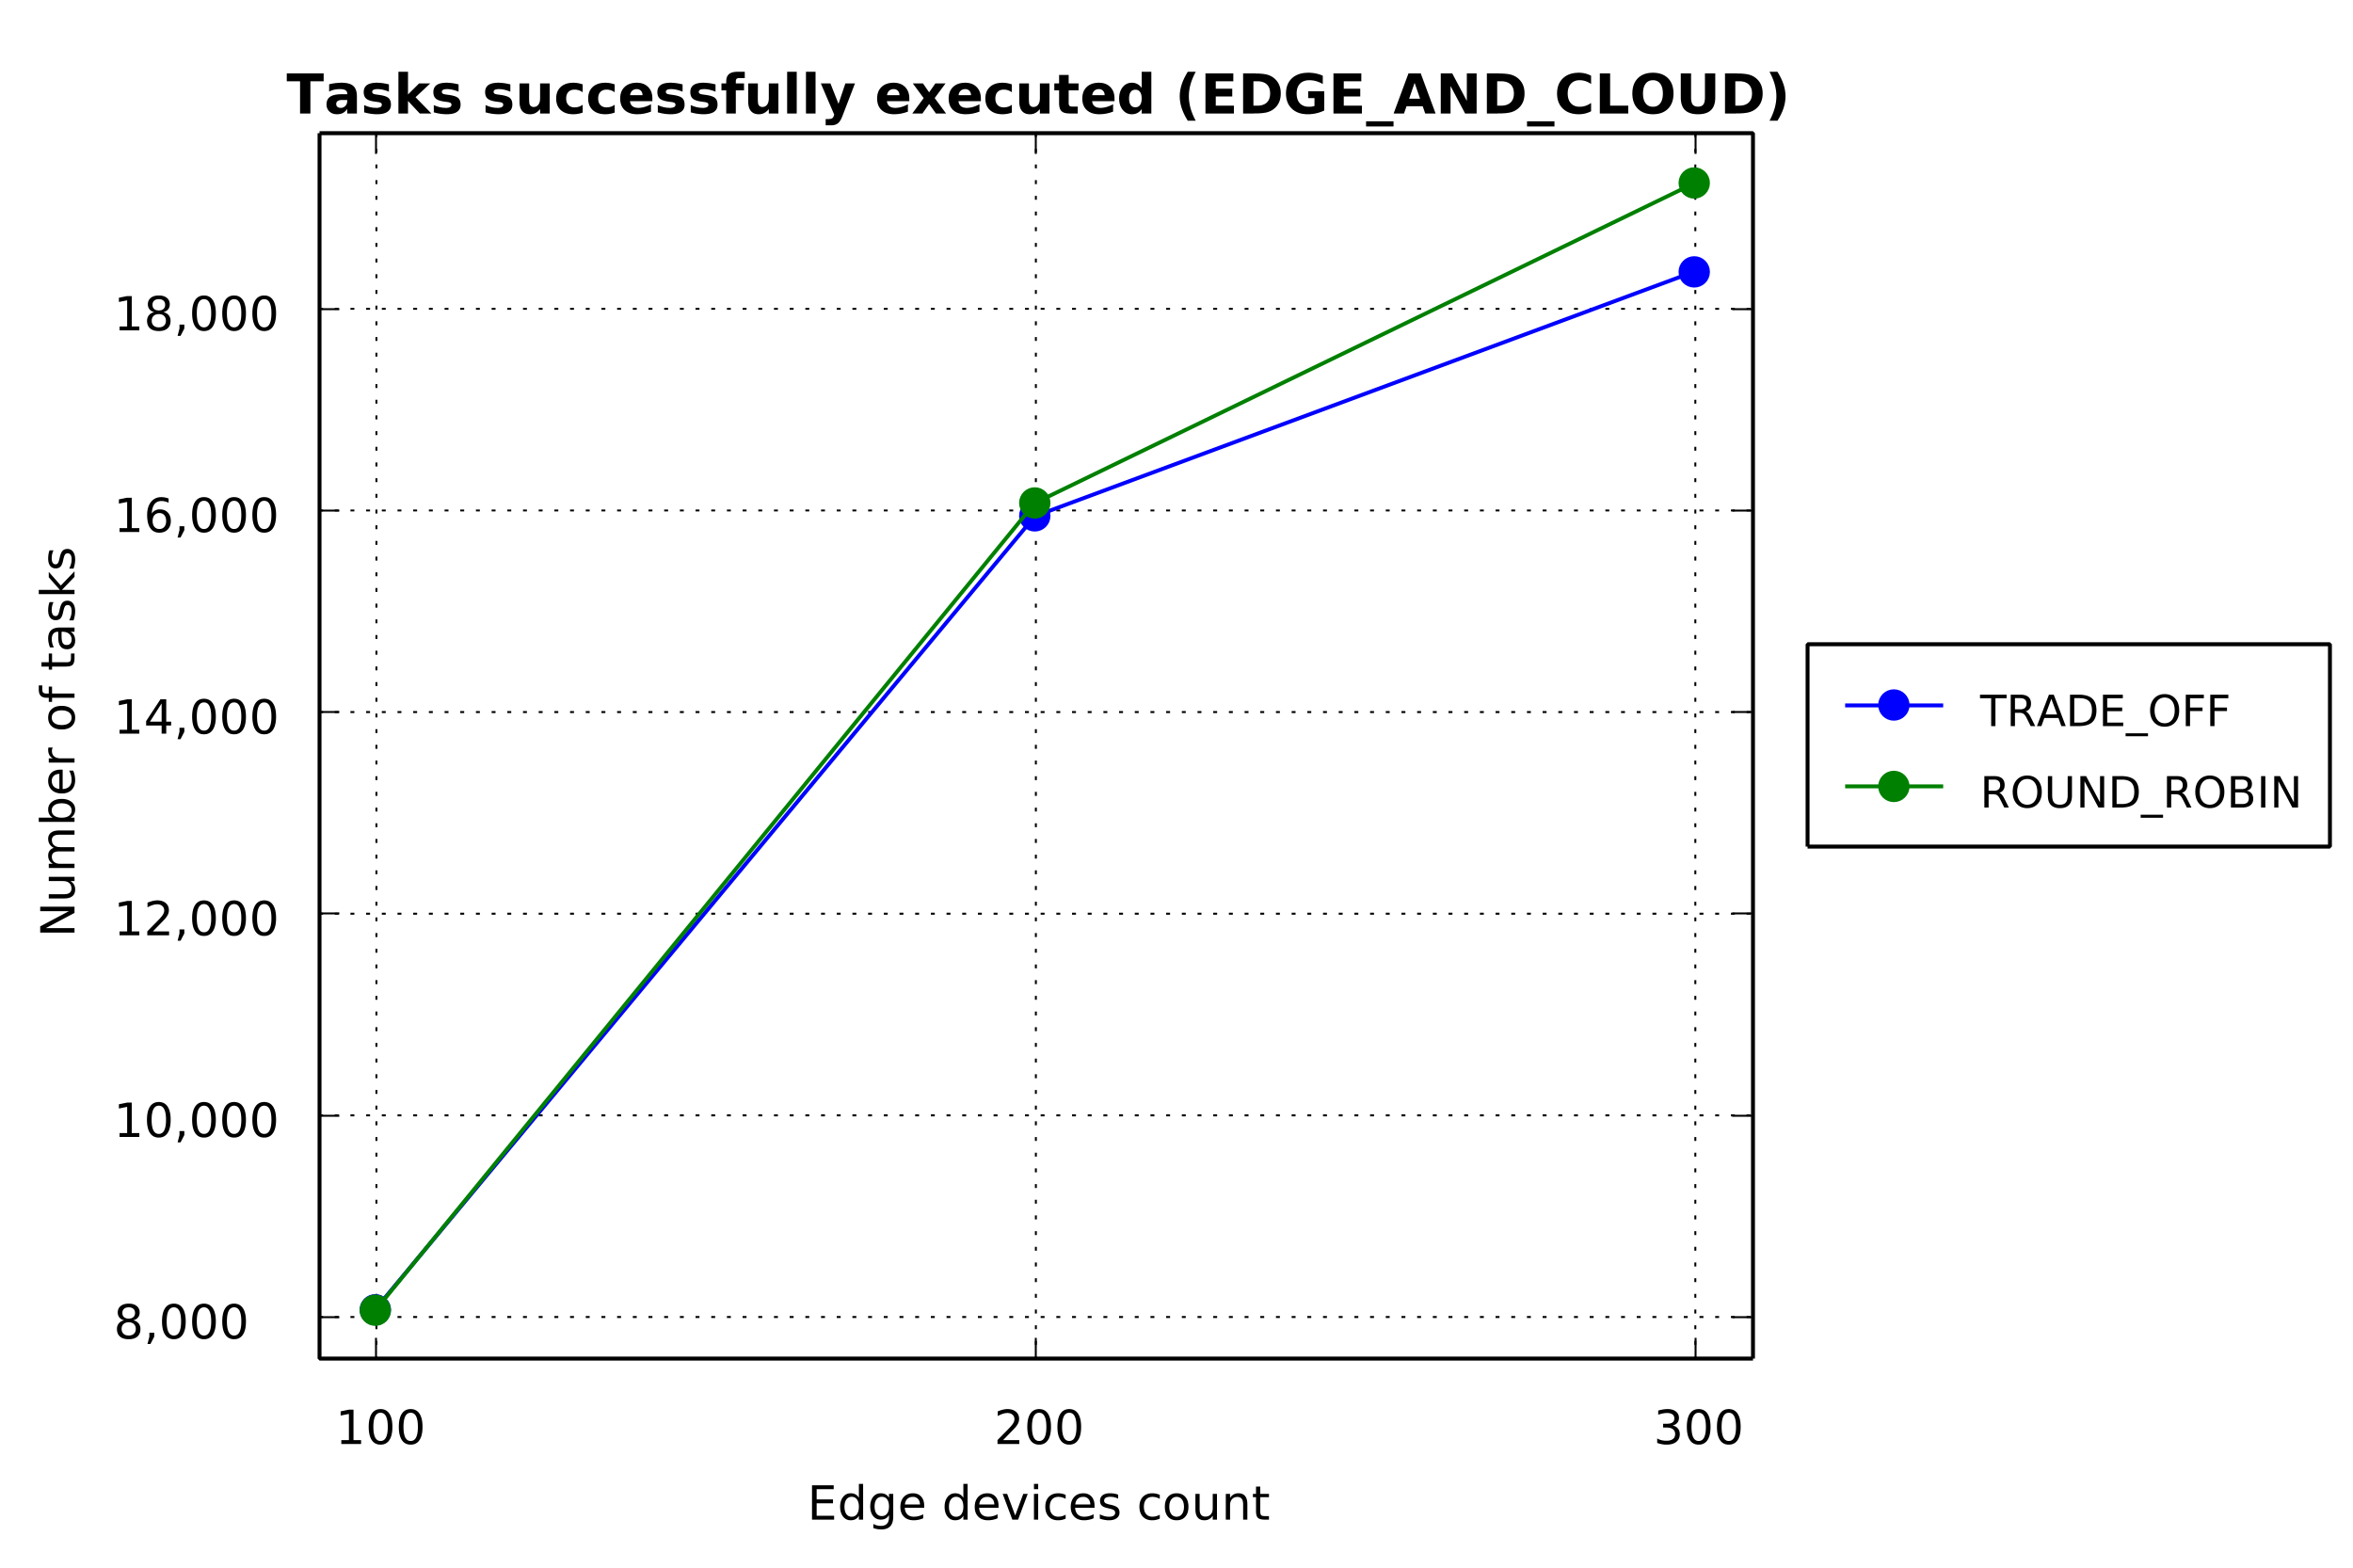 Tasks successfully executed (EDGE_AND_CLOUD)
Number of tasks
18,000
16,000
14,000
12,000
10,000
8,000
100
200
300
Edge devices count
TRADE_OFF
ROUND_ROBIN